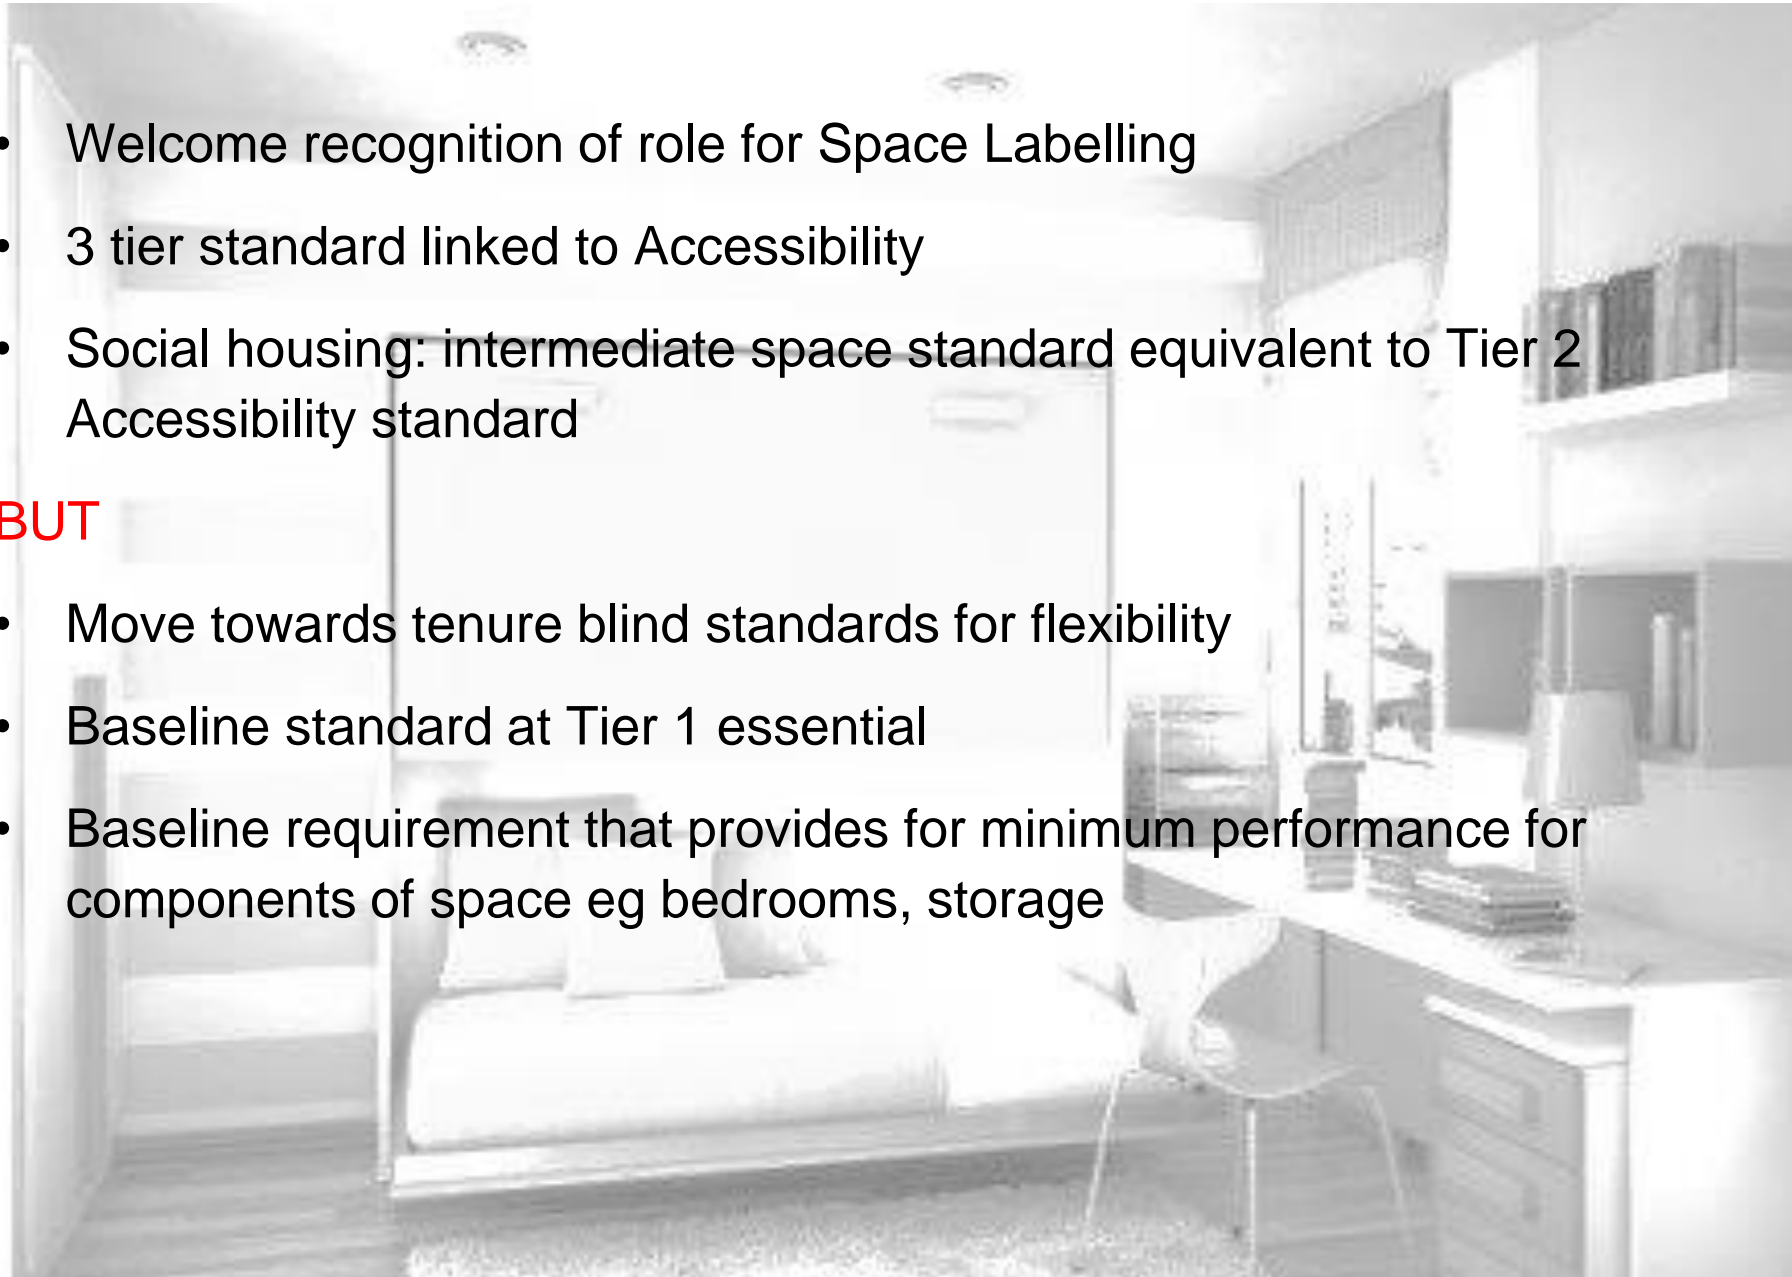 • Welcome recognition of role for Space Labelling
• 3 tier standard linked to Accessibility
• Social housing: intermediate space standard equivalent to Tier 2
Accessibility standard
BUT
• Move towards tenure blind standards for flexibility
• Baseline standard at Tier 1 essential
• Baseline requirement that provides for minimum performance for
components of space eg bedrooms, storage